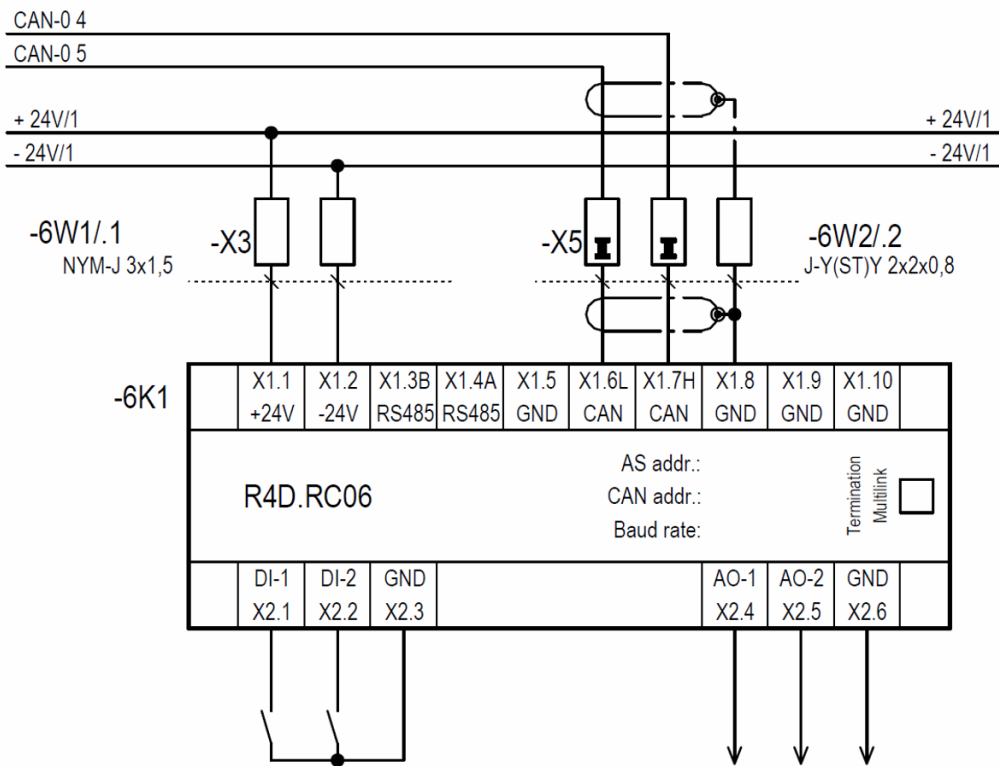 CAN-0 4
CAN-0 5
+ 24V/1 + 24V/1
- 24V/1 - 24V/1
-6W1/.1 -X3 -X5 -6W2/.2
NYM-J 3x1,5 J-Y(ST)Y 2x2x0,8
-6K1
X1.1 X1.2 X1.3B X1.4A X1.5 X1.6L X1.7H X1.8 X1.9 X1.10
+24V -24V RS485 RS485 GND CAN CAN GND GND GND
R4D.RC06
AS addr.:
CAN addr.:
Baud rate:
Termination
Multilink
DI-1 DI-2 GND AO-1 AO-2 GND
X2.1 X2.2 X2.3 X2.4 X2.5 X2.6